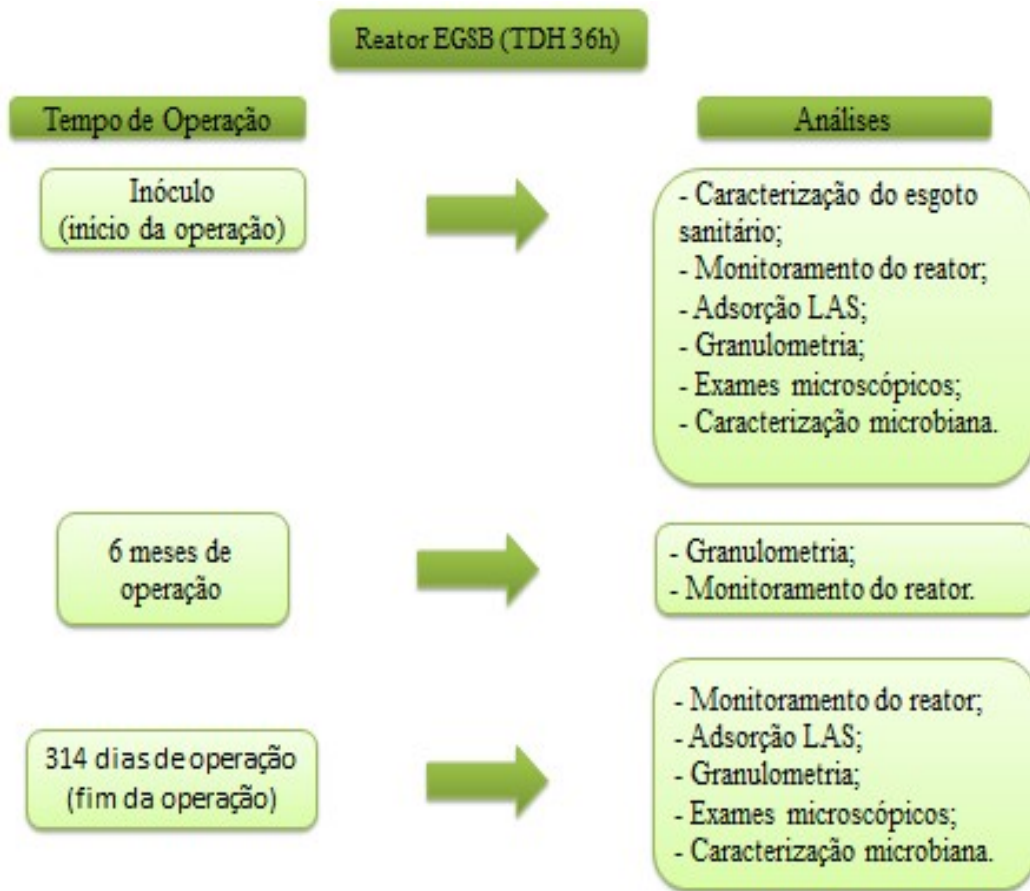 Reator EGSB (TDH 36h)
Tempo de Operação
Análises
Inóculo
(início da operação)
- Caracterização do esgoto
sanitário;
- Monitoramento do reator;
- Adsorção LAS;
- Granulometria;
- Exames microscópicos;
- Caracterização microbiana.
6 meses de
operação
- Granulometria;
- Monitoramento do reator.
314 dias de operação
(fim da operação)
- Monitoramento do reator;
- Adsorção LAS;
- Granulometria;
- Exames microscópicos;
- Caracterização microbiana.